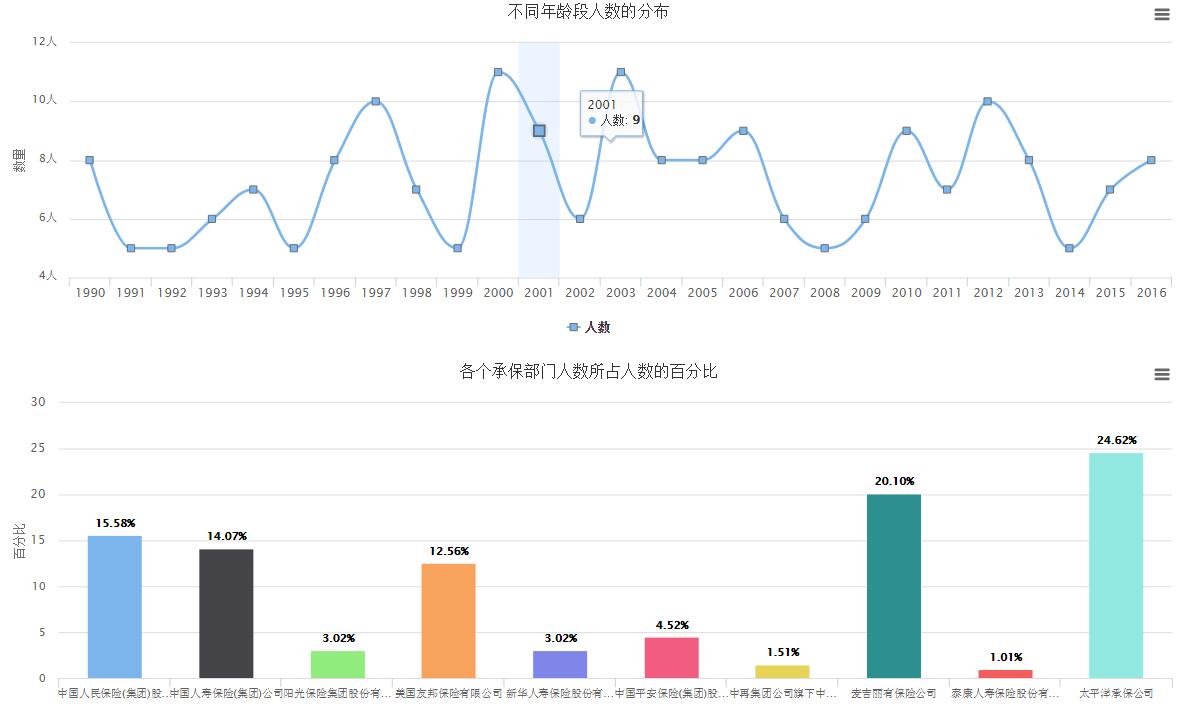 不同年龄段人数的分布
12人
10人
8人
6人
4人
数量
2001
人数: 9
1990 1991 1992 1993 1994 1995 1996 1997 1998 1999 2000 2001 2002 2003 2004 2005 2006 2007 2008 2009 2010 2011 2012 2013 2014 2015 2016
人数
各个承保部门人数所占人数的百分比
30
25
20
15
10
5
0
百分比
15.58%
14.07%
3.02%
12.56%
3.02%
4.52%
1.51%
20.10%
1.01%
24.62%
中国人民保险(集团)股...
中国人寿保险(集团)公司
阳光保险集团股份有...
美国友邦保险有限公司
新华人寿保险股份有...
中国平安保险(集团)股...
中再集团公司旗下中...
麦吉丽有保险公司
泰康人寿保险股份有...
太平洋承保公司